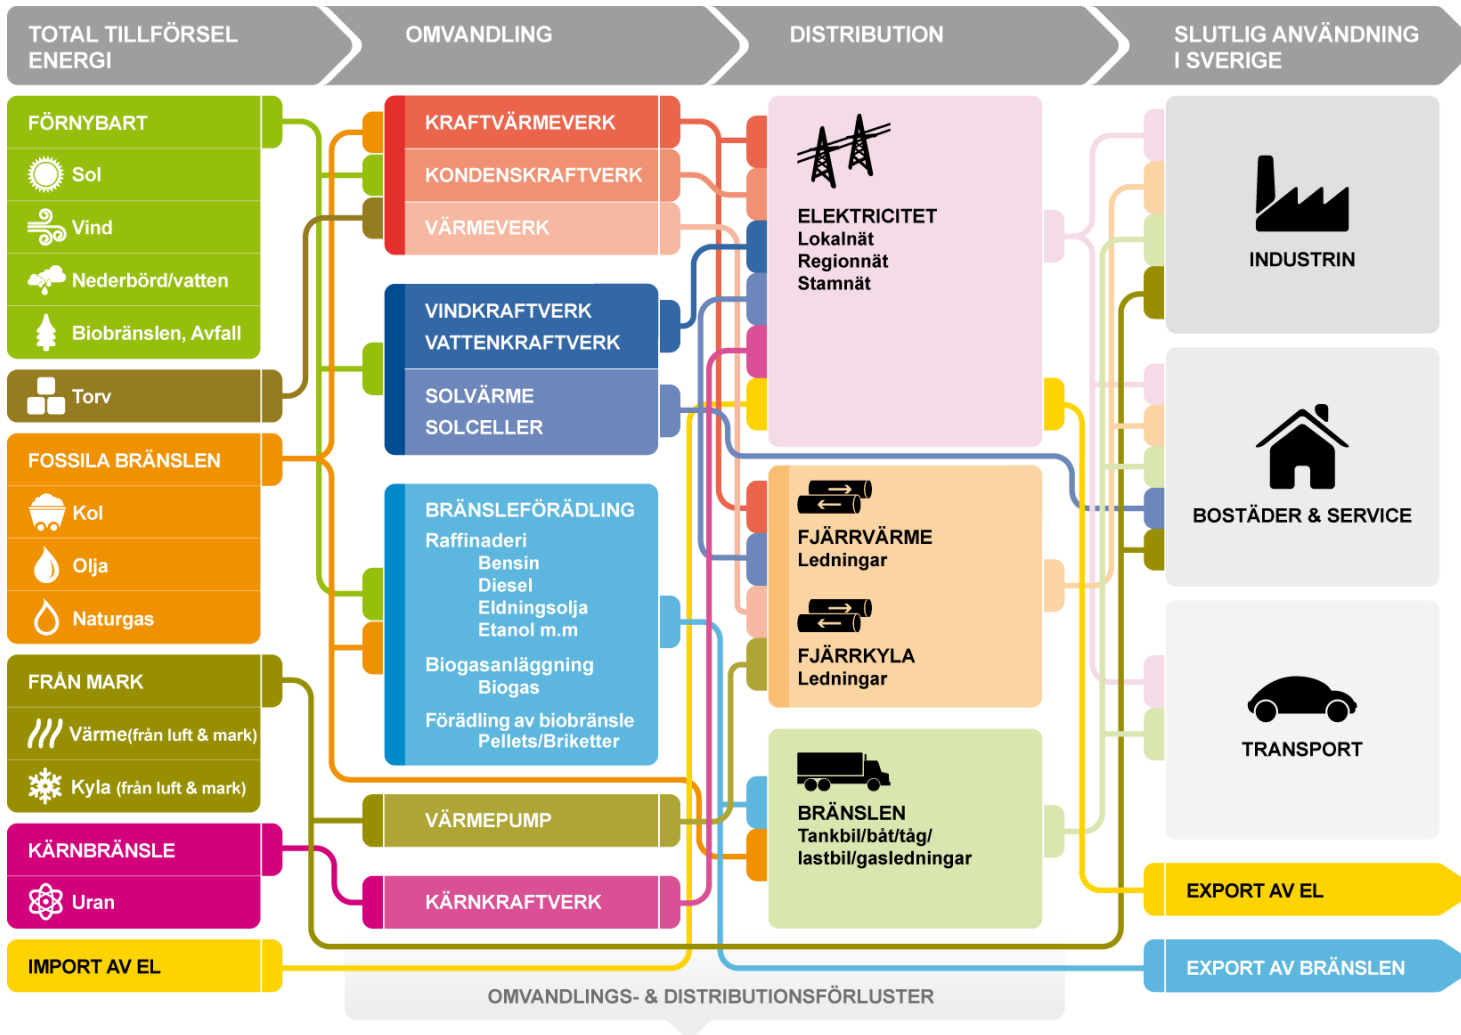 TOTAL TILLFÖRSEL
ENERGI
OMVANDLING
DISTRIBUTION
SLUTLIG ANVÄNDNING
I SVERIGE
FÖRNYBART
Sol
Vind
Nederbörd/vatten
Biobränslen, Avfall
Torv
FOSSILA BRÄNSLEN
Kol
Olja
Naturgas
FRÅN MARK
Värme(från luft & mark)
Kyla (från luft & mark)
KÄRNBRÄNSLE
Uran
IMPORT AV EL
KRAFTVÄRMEVERK
KONDENSKRAFTVERK
VÄRMEVERK
VINDKRAFTVERK
VATTENKRAFTVERK
SOLVÄRME
SOLCELLER
BRÄNSLEFÖRÄDLING
Raffinaderi
Bensin
Diesel
Eldningsolja
Etanol m.m
Biogasanläggning
Biogas
Förädling av biobränsle
Pellets/Briketter
VÄRMEPUMP
KÄRNKRAFTVERK
ELEKTRICITET
Lokalnät
Regionnät
Stamnät
FJÄRRVÄRME
Ledningar
FJÄRRKYLA
Ledningar
BRÄNSLEN
Tankbil/båt/tåg/
lastbil/gasledningar
INDUSTRIN
BOSTÄDER & SERVICE
TRANSPORT
EXPORT AV EL
EXPORT AV BRÄNSLEN
OMVANDLINGS- & DISTRIBUTIONSFÖRLUSTER